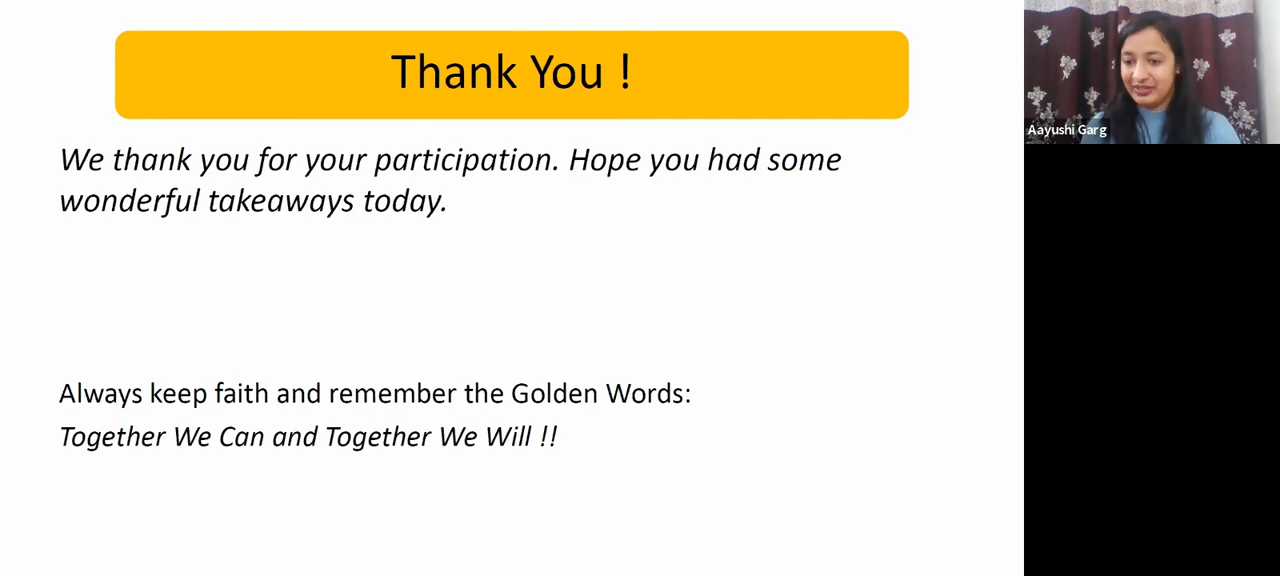 Thank You !
We thank you for your participation. Hope you had some
wonderful takeaways today.
Always keep faith and remember the Golden Words:
Together We Can and Together We Will !!
Aayushi Garg